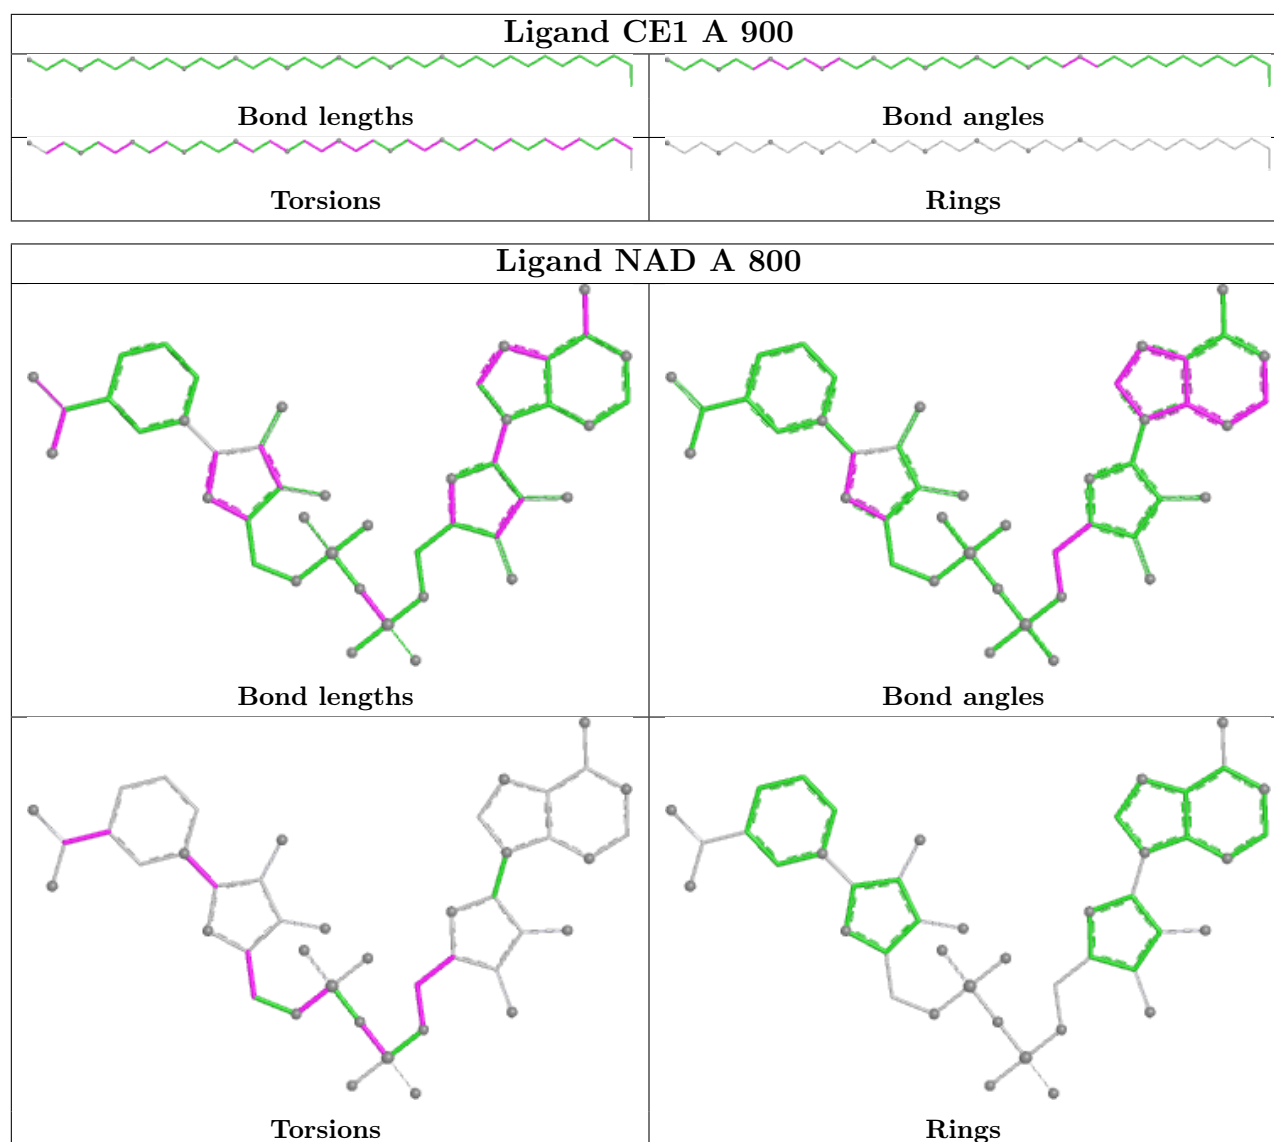 Ligand CE1 A 900
Bond lengths
Bond angles
Torsions
Rings
Ligand NAD A 800
Bond lengths
Bond angles
Torsions
Rings